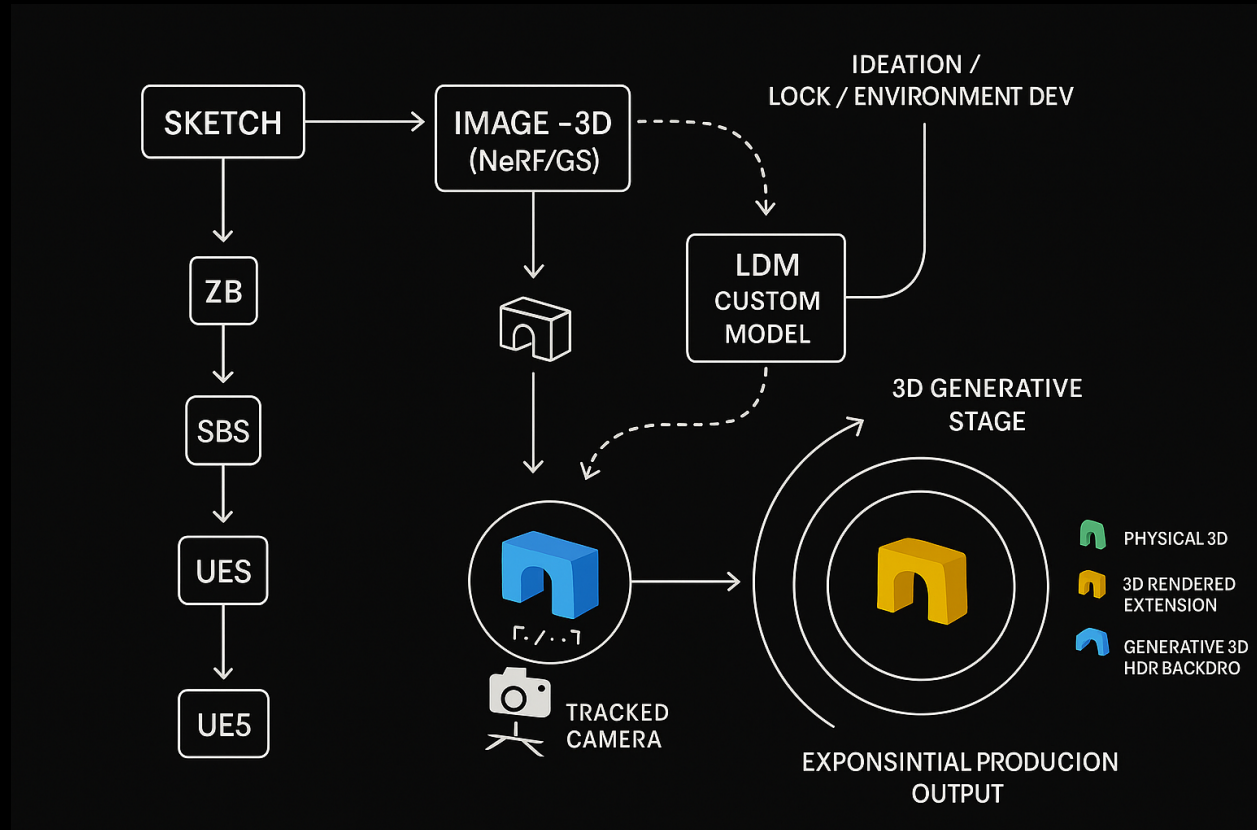 SKETCH
IMAGE -3D
(NeRF/GS)
IDEATION /
LOCK / ENVIRONMENT DEV
ZB
LDM
CUSTOM
MODEL
SBS
3D GENERATIVE
STAGE
UES
PHYSICAL 3D
3D RENDERED
EXTENSION
GENERATIVE 3D
HDR BACKDRO
UE5
TRACKED
CAMERA
EXPONSINTIAL PRODUCION
OUTPUT